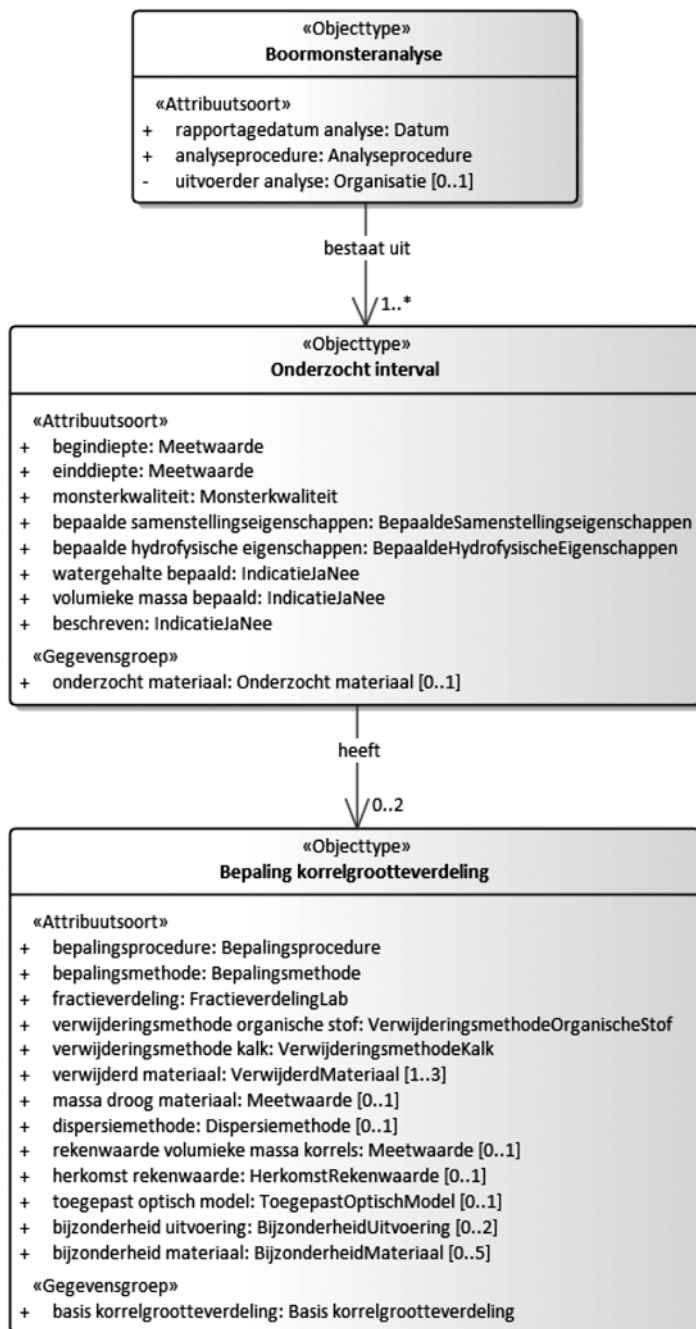 «Objecttype»
Boormonsteranalyse
«Attribuutsoort»
+ rapportagedatum analyse: Datum
+ analyseprocedure: Analyseprocedure
- uitvoerder analyse: Organisatie [0..1]
bestaat uit
1..*
«Objecttype»
Onderzocht interval
«Attribuutsoort»
+ begindiepte: Meetwaarde
+ einddiepte: Meetwaarde
+ monsterkwaliteit: Monsterkwaliteit
+ bepaalde samenstellingseigenschappen: BepaaldeSamenstellingseigenschappen
+ bepaalde hydrofysische eigenschappen: BepaaldeHydrofysischeEigenschappen
+ watergehalte bepaald: IndicatieJaNee
+ volumieke massa bepaald: IndicatieJaNee
+ beschreven: IndicatieJaNee
«Gegevensgroep»
+ onderzocht materiaal: Onderzocht materiaal [0..1]
heeft
0..2
«Objecttype»
Bepaling korrelgrootteverdeling
«Attribuutsoort»
+ bepalingsprocedure: Bepalingsprocedure
+ bepalingsmethode: Bepalingsmethode
+ fractieverdeling: FractieverdelingLab
+ verwijderingsmethode organische stof: VerwijderingsmethodeOrganischeStof
+ verwijderingsmethode kalk: VerwijderingsmethodeKalk
+ verwijderd materiaal: VerwijderdMateriaal [1..3]
+ massa droog materiaal: Meetwaarde [0..1]
+ dispersiemethode: Dispersiemethode [0..1]
+ rekenwaarde volumieke massa korrels: Meetwaarde [0..1]
+ herkomst rekenwaarde: HerkomstRekenwaarde [0..1]
+ toegepast optisch model: ToegepastOptischModel [0..1]
+ bijzonderheid uitvoering: BijzonderheidUitvoering [0..2]
+ bijzonderheid materiaal: BijzonderheidMateriaal [0..5]
«Gegevensgroep»
+ basis korrelgrootteverdeling: Basis korrelgrootteverdeling